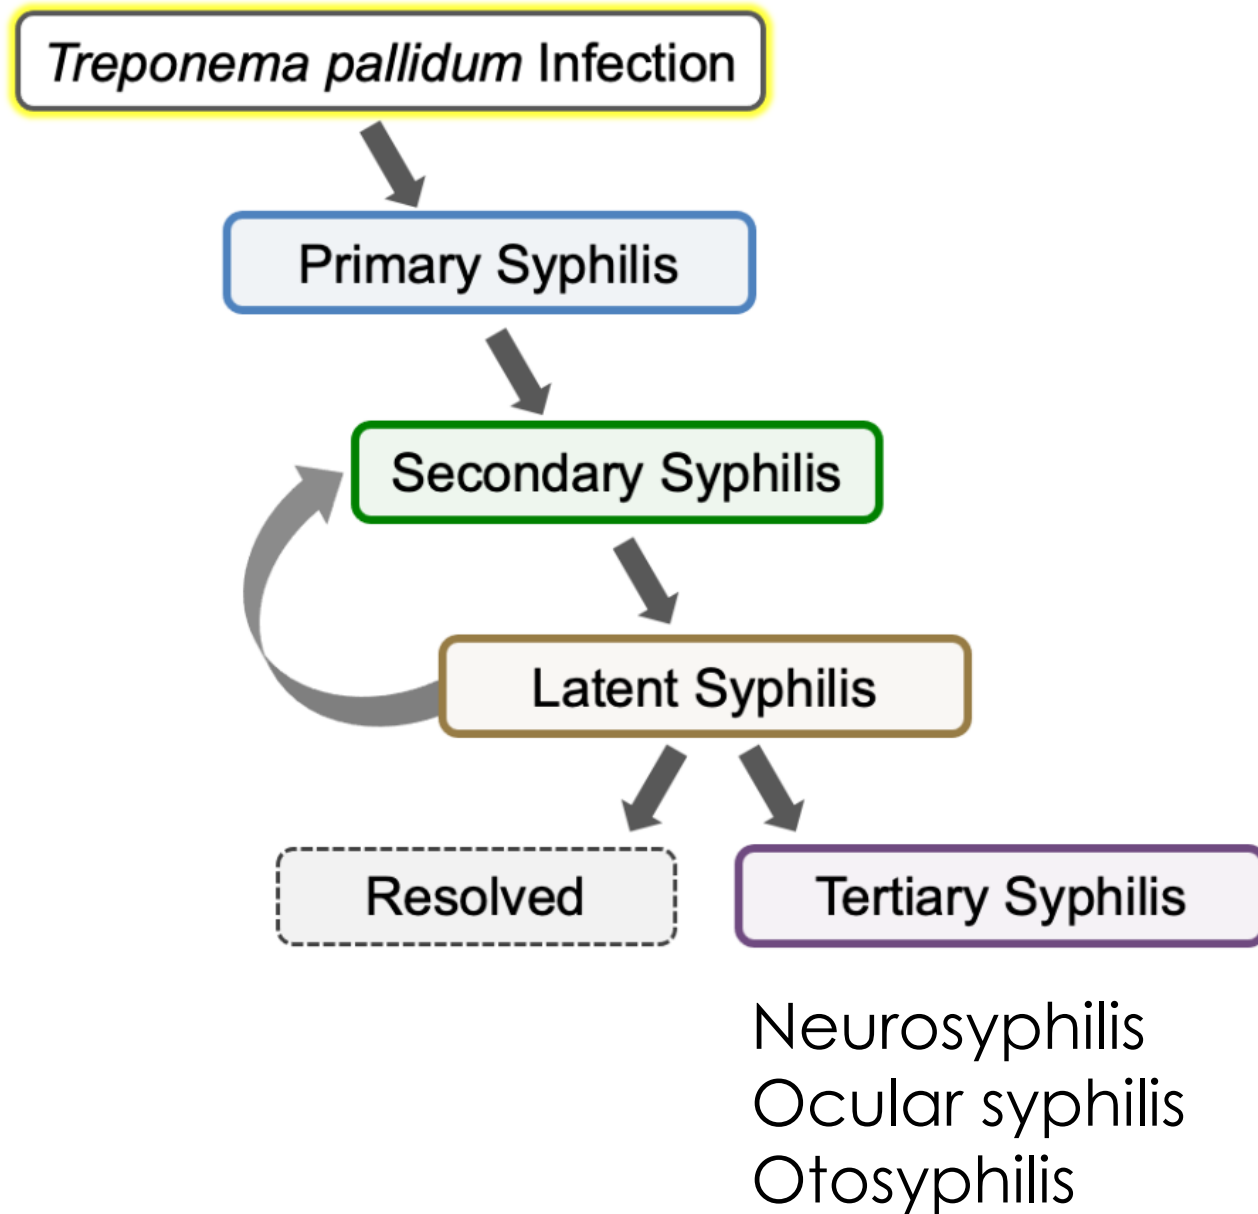 Treponema pallidum Infection
Primary Syphilis
Secondary Syphilis
Latent Syphilis
Resolved
Tertiary Syphilis
Neurosyphilis
Ocular syphilis
Otosyphilis